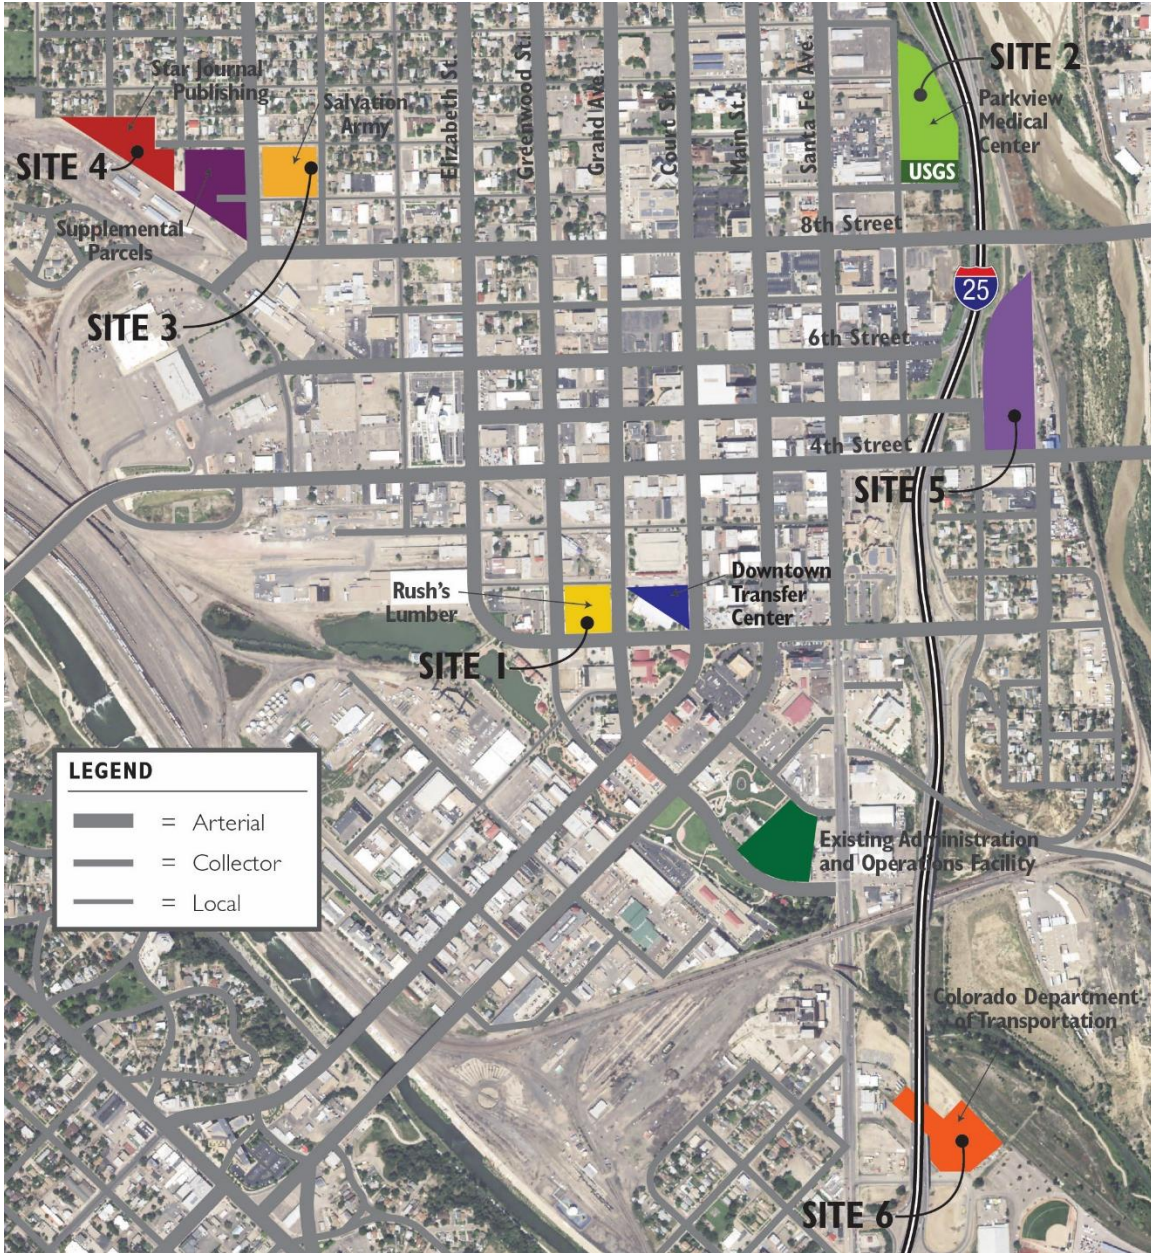 Star Journal
Publishing
Salvation
Army
SITE 4
Supplemental
Parcels
SITE 3
Elizabeth St.
Greenwood St.
Grand Ave.
Court St.
Main St.
Santa Fe Ave.
SITE 2
Parkview
Medical
Center
USGS
8th Street
25
6th Street
4th Street
SITE 5
Rush's
Lumber
Downtown
Transfer
Center
SITE 1
LEGEND
= Arterial
= Collector
= Local
Existing Administration
and Operations Facility
Colorado Department
of Transportation
SITE 6